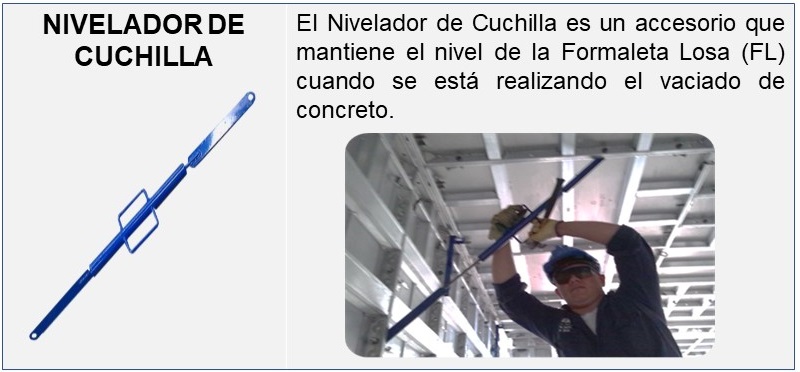 NIVELADOR DE
CUCHILLA
El Nivelador de Cuchilla es un accesorio que
mantiene el nivel de la Formaleta Losa (FL)
cuando se está realizando el vaciado de
concreto.